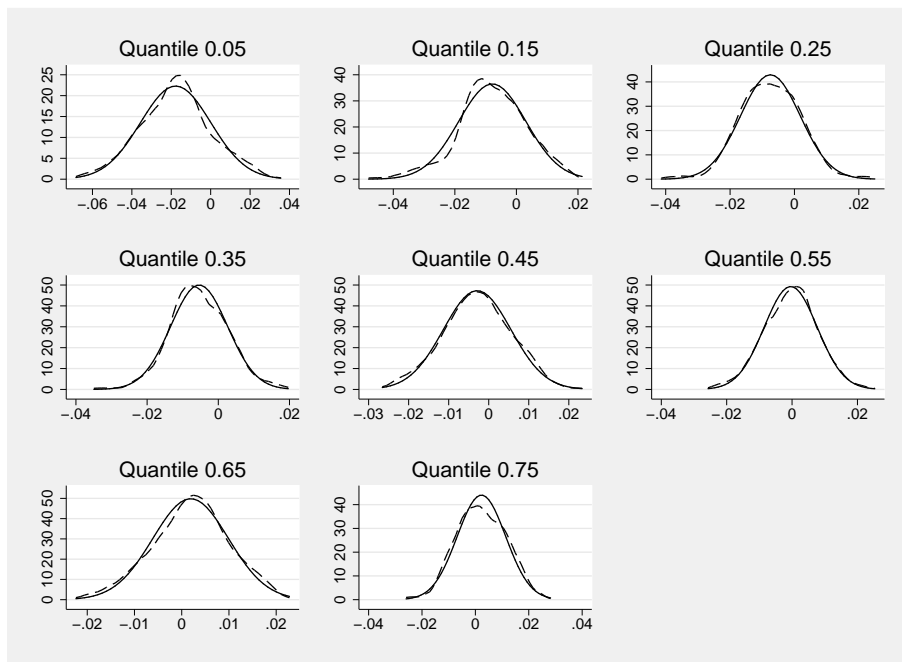 Quantile 0.05
0 5 10 15 20 25
−.06 −.04 −.02 0 .02 .04
Quantile 0.15
0 10 20 30 40
−.04 −.02 0 .02
Quantile 0.25
0 10 20 30 40
−.04 −.02 0 .02
Quantile 0.35
0 10 20 30 40 50
−.04 −.02 0 .02
Quantile 0.45
0 10 20 30 40 50
−.03 −.02 −.01 0 .01 .02
Quantile 0.55
0 10 20 30 40 50
−.04 −.02 0 .02
Quantile 0.65
0 10 20 30 40 50
−.02 −.01 0 .01 .02
Quantile 0.75
0 10 20 30 40
−.04 −.02 0 .02 .04